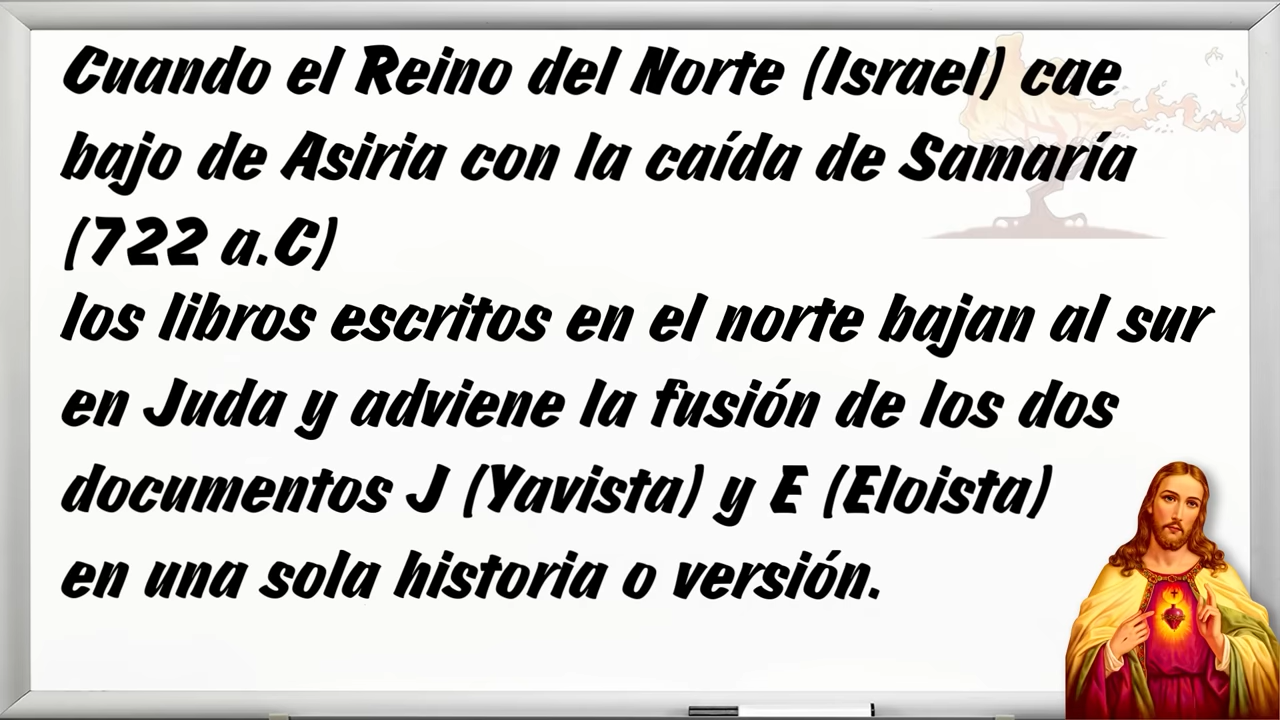 Cuando el Reino del Norte (Israel) cae
bajo de Asiria con la caída de Samaría
(722 a.C)
los libros escritos en el norte bajan al sur
en Juda y adviene la fusión de los dos
documentos J (Yavista) y E (Eloista)
en una sola historia o versión.